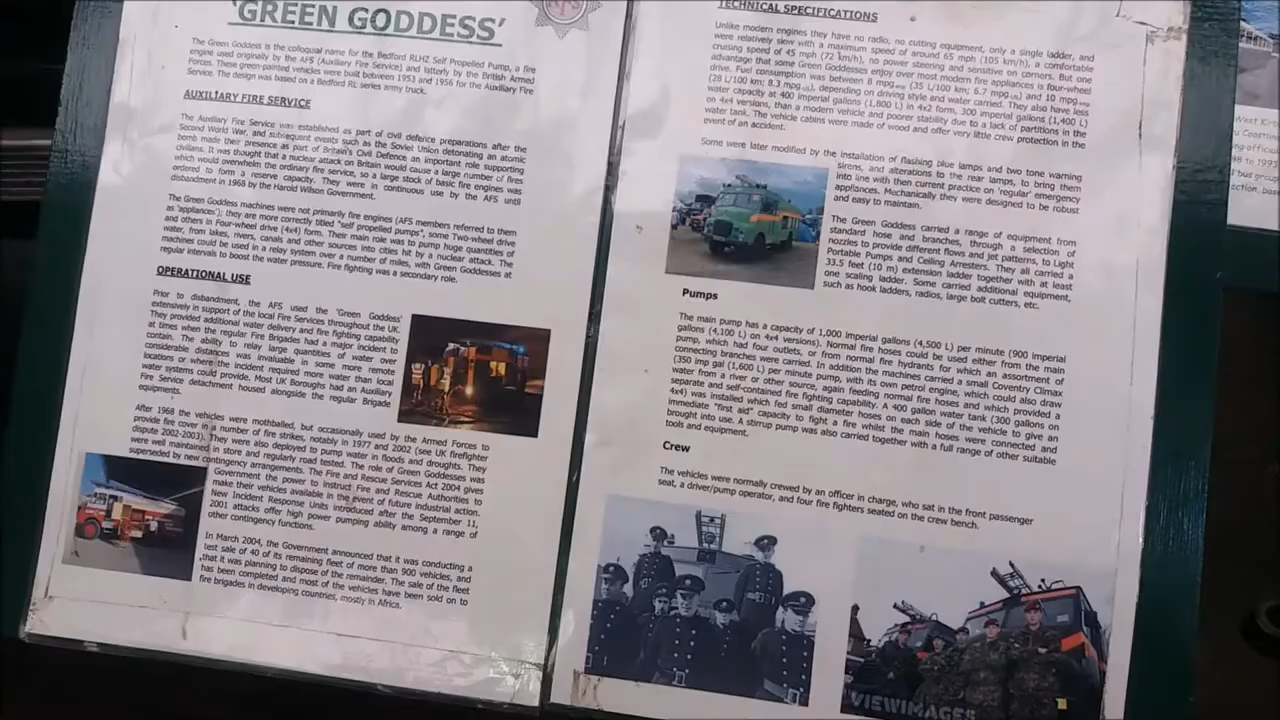 'GREEN GODDESS'
The Green Goddess is the colloquial name for the Bedford RLHZ Self Propelled Pump, a fire
engine used originally by the AFS (Auxiliary Fire Service) and latterly by the British Armed
Forces. These green-painted vehicles were built between 1953 and 1956 for the Auxiliary Fire
Service. The design was based on a Bedford RL series army truck.
AUXILIARY FIRE SERVICE
The Auxiliary Fire Service was established as part of civil defence preparations after the
Second World War, and subsequent events such as the Soviet Union detonating an atomic
bomb made their presence as part of Britain's Civil Defence an important role supporting
civilians. It was thought that a nuclear attack on Britain would cause a large number of fires
which would overwhelm the ordinary fire service, so a large stock of basic fire engines was
ordered to form a reserve capacity. They were in continuous use by the AFS until
disbandment in 1968 by the Harold Wilson Government.
The Green Goddess machines were not primarily fire engines (AFS members referred to them
as 'appliances'); they are more correctly titled "self propelled pumps", some Two-wheel drive
and others in Four-wheel drive (4x4) form. Their main role was to pump huge quantities of
water, from lakes, rivers, canals and other sources into cities hit by a nuclear attack. The
machines could be used in a relay system over a number of miles, with Green Goddesses at
regular intervals to boost the water pressure. Fire fighting was a secondary role.
OPERATIONAL USE
Prior to disbandment, the AFS used the 'Green Goddess'
extensively in support of the local Fire Services throughout the UK.
They provided additional water delivery and fire fighting capability
at times when the regular Fire Brigades had a major incident to
contain. The ability to relay large quantities of water over
considerable distances was invaluable in some more remote
locations or where the incident required more water than local
water systems could provide. Most UK Boroughs had an Auxiliary
Fire Service detachment housed alongside the regular Brigade
equipments.
After 1968 the vehicles were mothballed, but occasionally used by the Armed Forces to
provide fire cover in a number of fire strikes, notably in 1977 and 2002 (see UK firefighter
dispute 2002-2003). They were also deployed to pump water in floods and droughts. They
were well maintained in store and regularly road tested. The role of Green Goddesses was
superseded by new contingency arrangements. The Fire and Rescue Services Act 2004 gives
Government the power to instruct Fire and Rescue Authorities to
make their vehicles available in the event of future industrial action.
New Incident Response Units introduced after the September 11,
2001 attacks offer high power pumping ability among a range of
other contingency functions.
In March 2004, the Government announced that it was conducting a
test sale of 40 of its remaining fleet of more than 900 vehicles, and
that it was planning to dispose of the remainder. The sale of the fleet
has been completed and most of the vehicles have been sold on to
fire brigades in developing countries, mostly in Africa.
TECHNICAL SPECIFICATIONS
Unlike modern engines they have no radio, no cutting equipment, only a single ladder, and
were relatively slow with a maximum speed of around 65 mph (105 km/h), a comfortable
cruising speed of 45 mph (72 km/h), no power steering and sensitive on corners. But one
advantage that some Green Goddesses enjoy over most modern fire appliances is four-wheel
drive. Fuel consumption was between 8 mpg imp (35 L/100 km; 6.7 mpg US) and 10 mpg imp
(28 L/100 km; 8.3 mpg US), depending on driving style and water carried. They also have less
water capacity at 400 imperial gallons (1,800 L) in 4x2 form, 300 imperial gallons (1,400 L)
on 4x4 versions, than a modern vehicle and poorer stability due to a lack of partitions in the
water tank. The vehicle cabins were made of wood and offer very little crew protection in the
event of an accident.
Some were later modified by the installation of flashing blue lamps and two tone warning
sirens, and alterations to the rear lamps, to bring them
into line with then current practice on 'regular' emergency
appliances. Mechanically they were designed to be robust
and easy to maintain.
The Green Goddess carried a range of equipment from
standard hose and branches, through a selection of
nozzles to provide different flows and jet patterns, to Light
Portable Pumps and Ceiling Arresters. They all carried a
33.5 feet (10 m) extension ladder together with at least
one scaling ladder. Some carried additional equipment,
such as hook ladders, radios, large bolt cutters, etc.
Pumps
The main pump has a capacity of 1,000 imperial gallons (4,500 L) per minute (900 imperial
gallons (4,100 L) on 4x4 versions). Normal fire hoses could be used either from the main
pump, which had four outlets, or from normal fire hydrants for which an assortment of
connecting branches were carried. In addition the machines carried a small Coventry Climax
(350 imp gal (1,600 L) per minute pump, with its own petrol engine, which could also draw
water from a river or other source, again feeding normal fire hoses and which provided a
separate and self-contained fire fighting capability. A 400 gallon water tank (300 gallons on
4x4) was installed which fed small diameter hoses on each side of the vehicle to give an
immediate "first aid" capacity to fight a fire whilst the main hoses were connected and
brought into use. A stirrup pump was also carried together with a full range of other suitable
tools and equipment.
Crew
The vehicles were normally crewed by an officer in charge, who sat in the front passenger
seat, a driver/pump operator, and four fire fighters seated on the crew bench.
VIEWIMAGES
West Kir
Coasting
ng official
88 to 1991
bus group
ction, bas